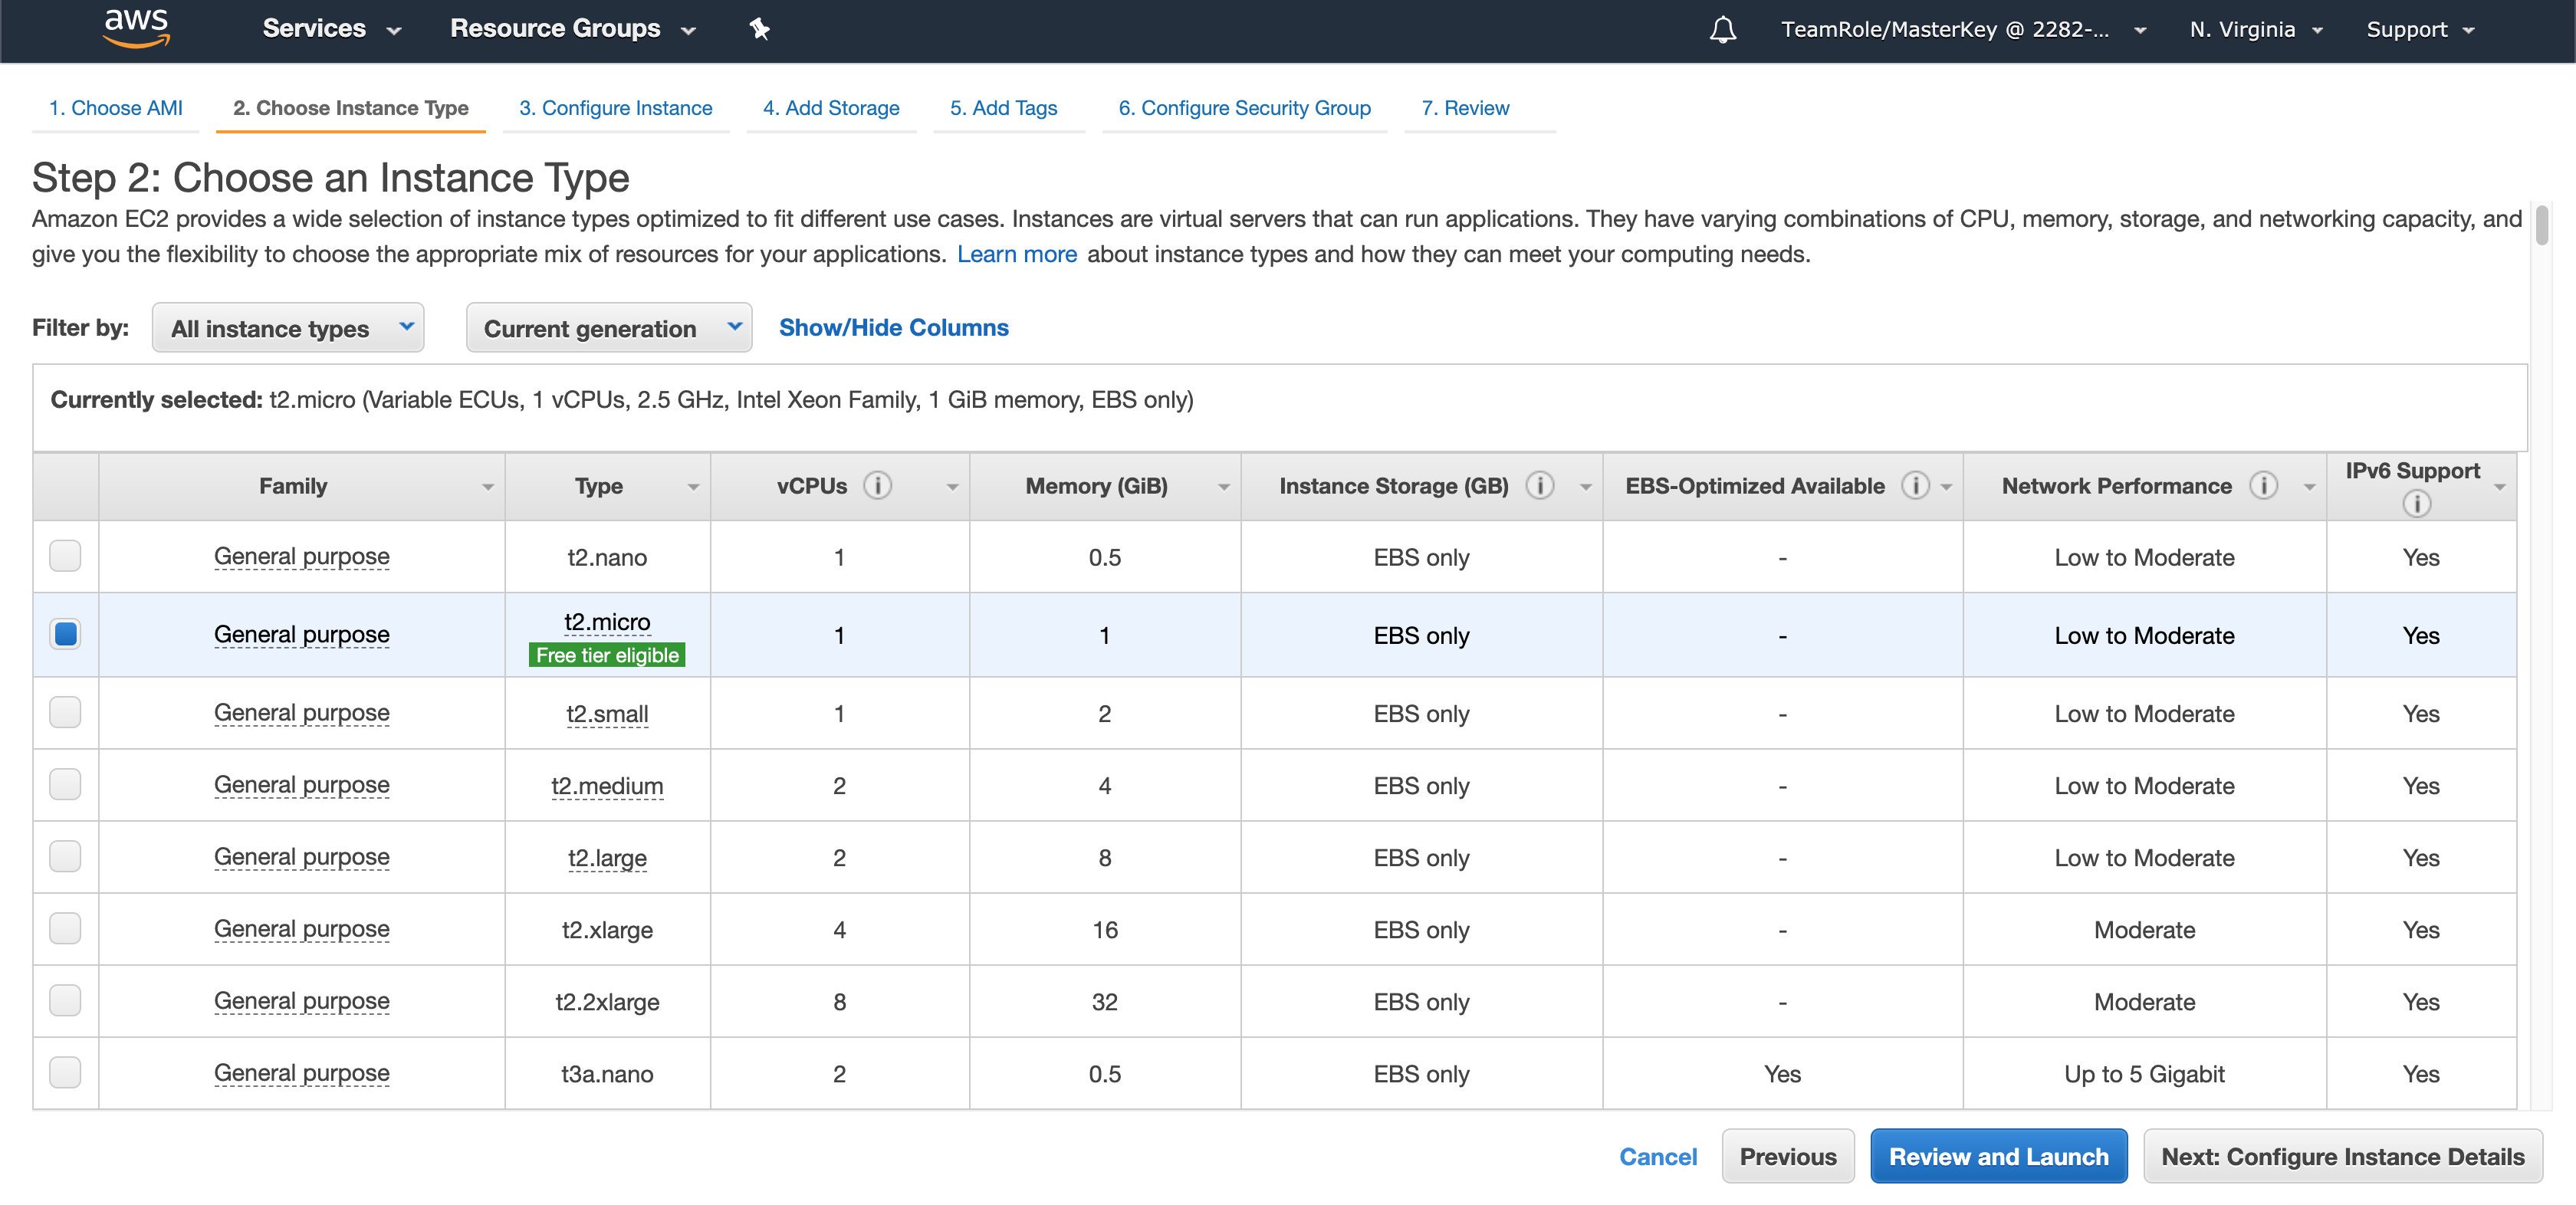 aws Services Resource Groups TeamRole/MasterKey @ 2282-... N. Virginia Support
1. Choose AMI 2. Choose Instance Type 3. Configure Instance 4. Add Storage 5. Add Tags 6. Configure Security Group 7. Review
Step 2: Choose an Instance Type
Amazon EC2 provides a wide selection of instance types optimized to fit different use cases. Instances are virtual servers that can run applications. They have varying combinations of CPU, memory, storage, and networking capacity, and
give you the flexibility to choose the appropriate mix of resources for your applications. Learn more about instance types and how they can meet your computing needs.
Filter by: All instance types Current generation Show/Hide Columns
Currently selected: t2.micro (Variable ECUs, 1 vCPUs, 2.5 GHz, Intel Xeon Family, 1 GiB memory, EBS only)
Family Type vCPUs i Memory (GiB) Instance Storage (GB) i EBS-Optimized Available i Network Performance i IPv6 Support i
General purpose t2.nano 1 0.5 EBS only - Low to Moderate Yes
General purpose t2.micro 1 1 EBS only - Low to Moderate Yes
Free tier eligible
General purpose t2.small 1 2 EBS only - Low to Moderate Yes
General purpose t2.medium 2 4 EBS only - Low to Moderate Yes
General purpose t2.large 2 8 EBS only - Low to Moderate Yes
General purpose t2.xlarge 4 16 EBS only - Moderate Yes
General purpose t2.2xlarge 8 32 EBS only - Moderate Yes
General purpose t3a.nano 2 0.5 EBS only Yes Up to 5 Gigabit Yes
Cancel Previous Review and Launch Next: Configure Instance Details